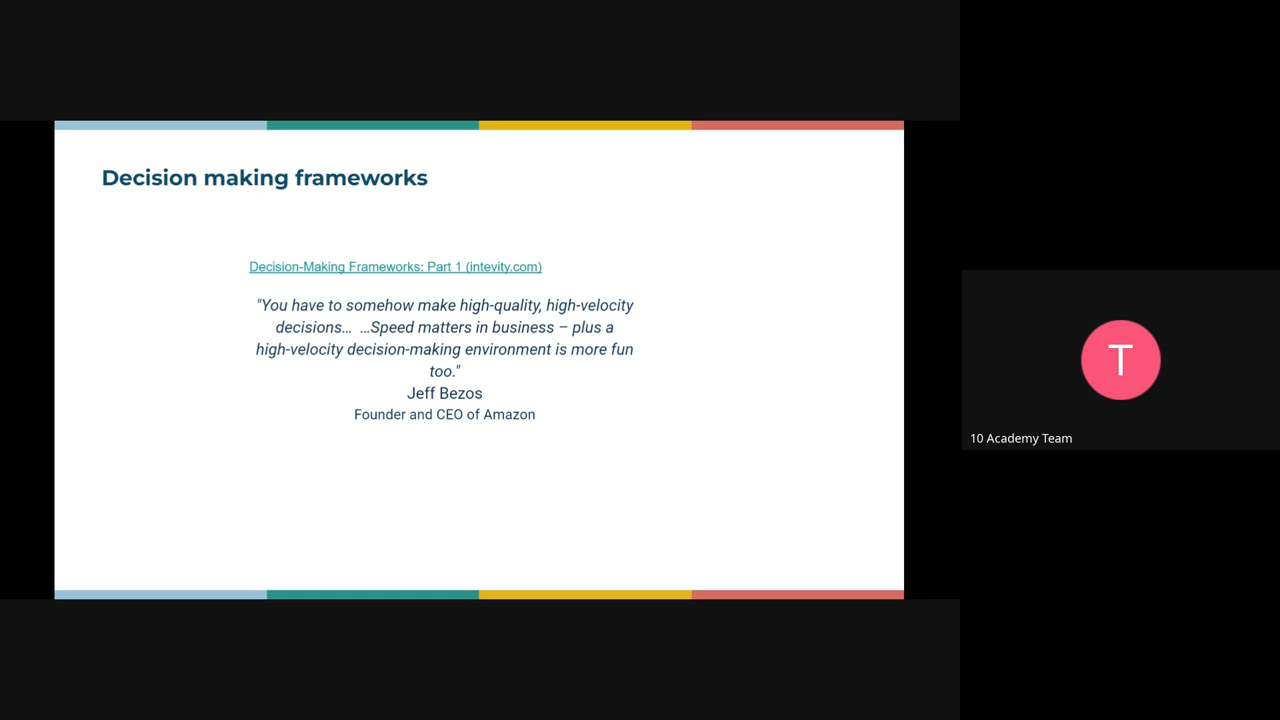 Decision making frameworks
Decision-Making Frameworks: Part 1 (intevity.com)
"You have to somehow make high-quality, high-velocity
decisions…  …Speed matters in business – plus a
high-velocity decision-making environment is more fun
too."
Jeff Bezos
Founder and CEO of Amazon
T
10 Academy Team